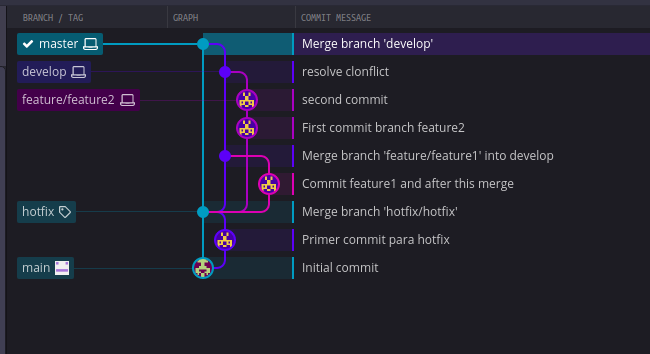 BRANCH / TAG GRAPH COMMIT MESSAGE
master Merge branch 'develop'
develop resolve clonflict
feature/feature2 second commit
First commit branch feature2
Merge branch 'feature/feature1' into develop
Commit feature1 and after this merge
hotfix Merge branch 'hotfix/hotfix'
Primer commit para hotfix
main Initial commit